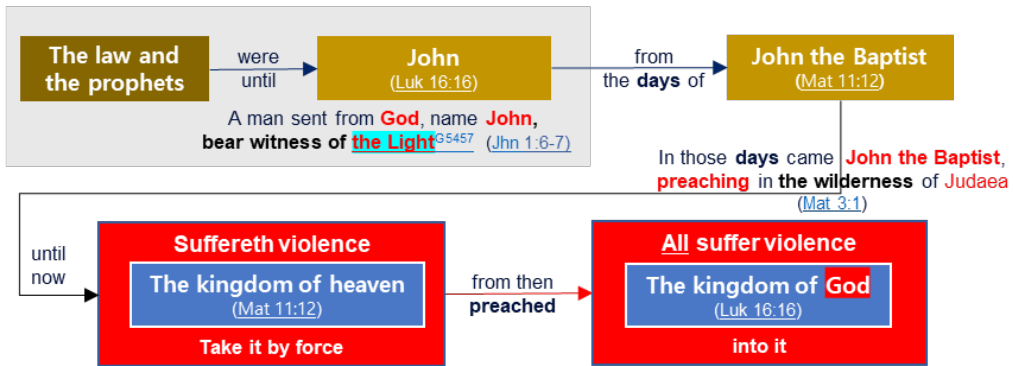 The law and
the prophets
were
until
John
(Luk 16:16)
from
the days of
John the Baptist
(Mat 11:12)
A man sent from God, name John,
bear witness of the LightG5457 (Jhn 1:6-7)
In those days came John the Baptist,
preaching in the wilderness of Judaea
(Mat 3:1)
until
now
Suffereth violence
The kingdom of heaven
(Mat 11:12)
Take it by force
from then
preached
All suffer violence
The kingdom of God
(Luk 16:16)
into it